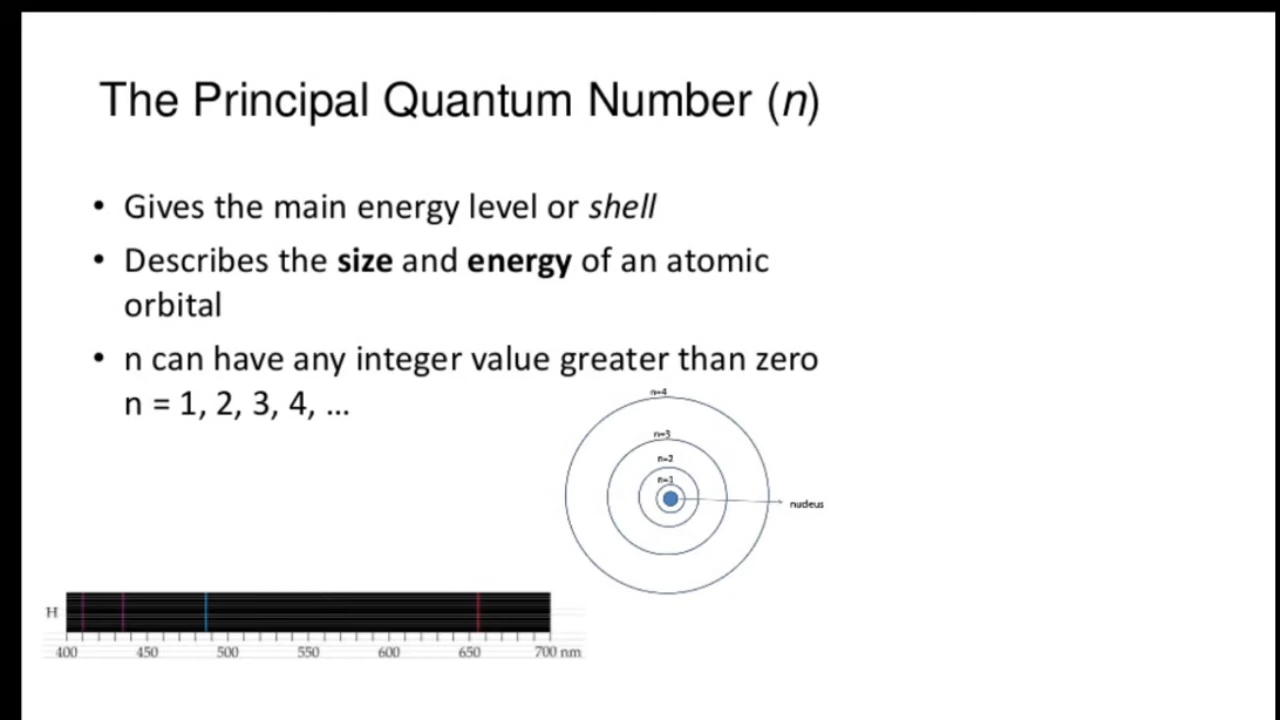 The Principal Quantum Number (n)
• Gives the main energy level or shell
• Describes the size and energy of an atomic
orbital
• n can have any integer value greater than zero
n = 1, 2, 3, 4, ...
n=4
n=3
n=2
n=1
nucleus
H
400 450 500 550 600 650 700 nm